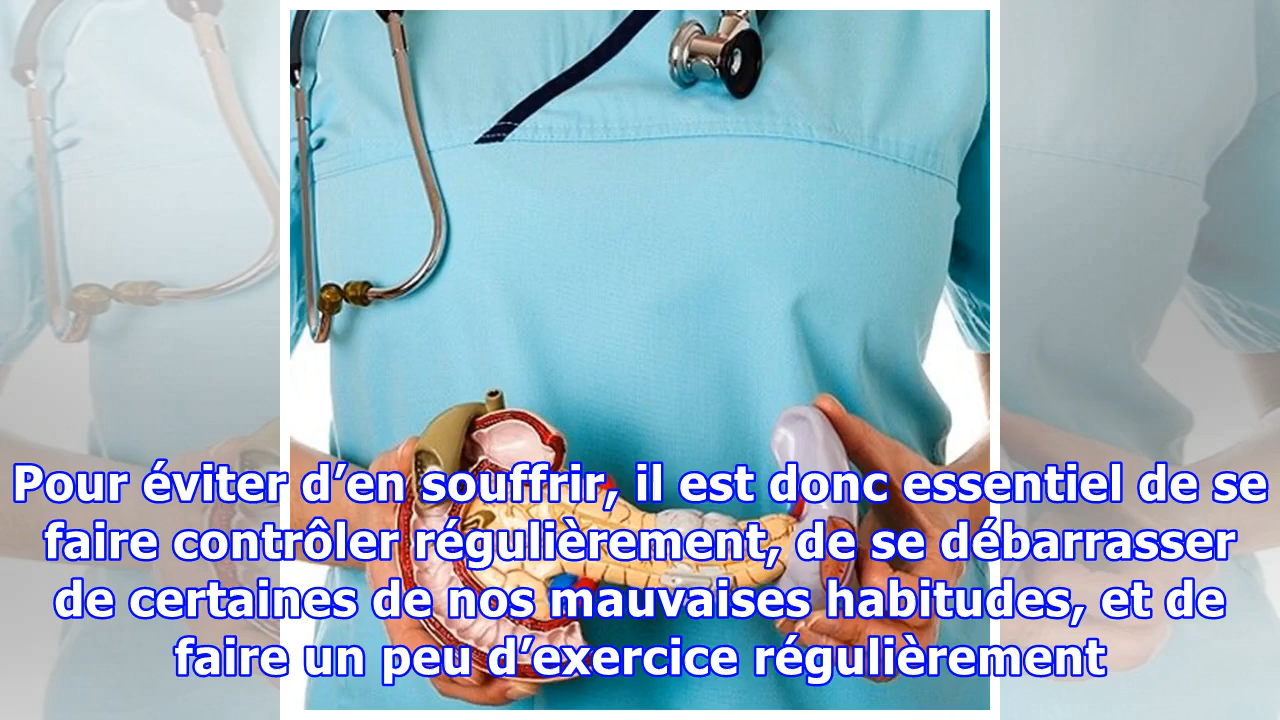 Pour éviter d’en souffrir, il est donc essentiel de se
faire contrôler régulièrement, de se débarrasser
de certaines de nos mauvaises habitudes, et de
faire un peu d’exercice régulièrement